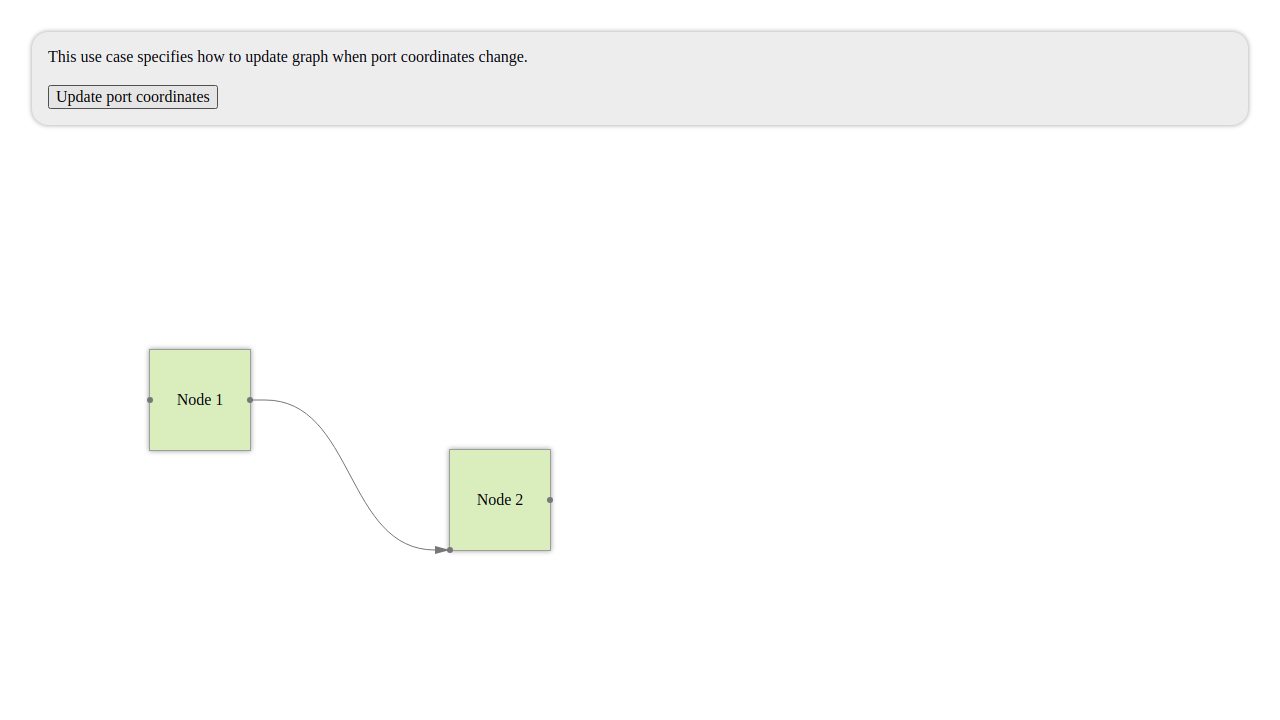 This use case specifies how to update graph when port coordinates change.
Update port coordinates
Node 1
Node 2